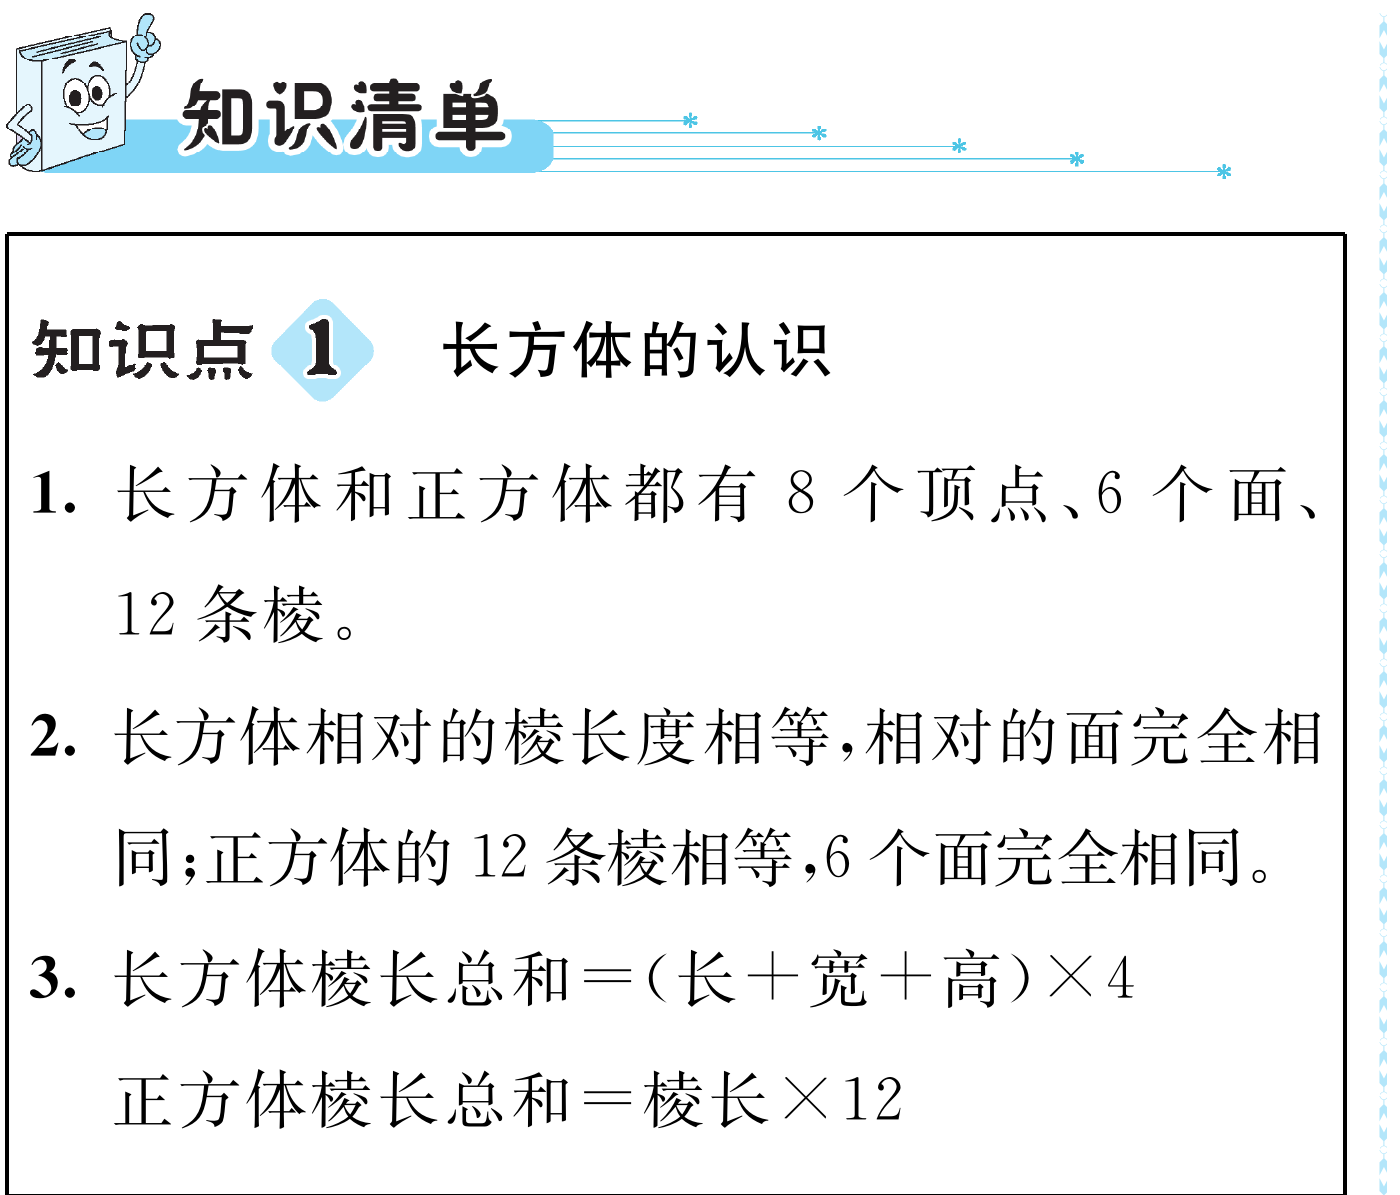 知识清单
知识点 1 长方体的认识
1. 长方体和正方体都有 8 个顶点、6 个面、
12 条棱。
2. 长方体相对的棱长度相等,相对的面完全相
同;正方体的 12 条棱相等,6 个面完全相同。
3. 长方体棱长总和=(长+宽+高)×4
正方体棱长总和=棱长×12